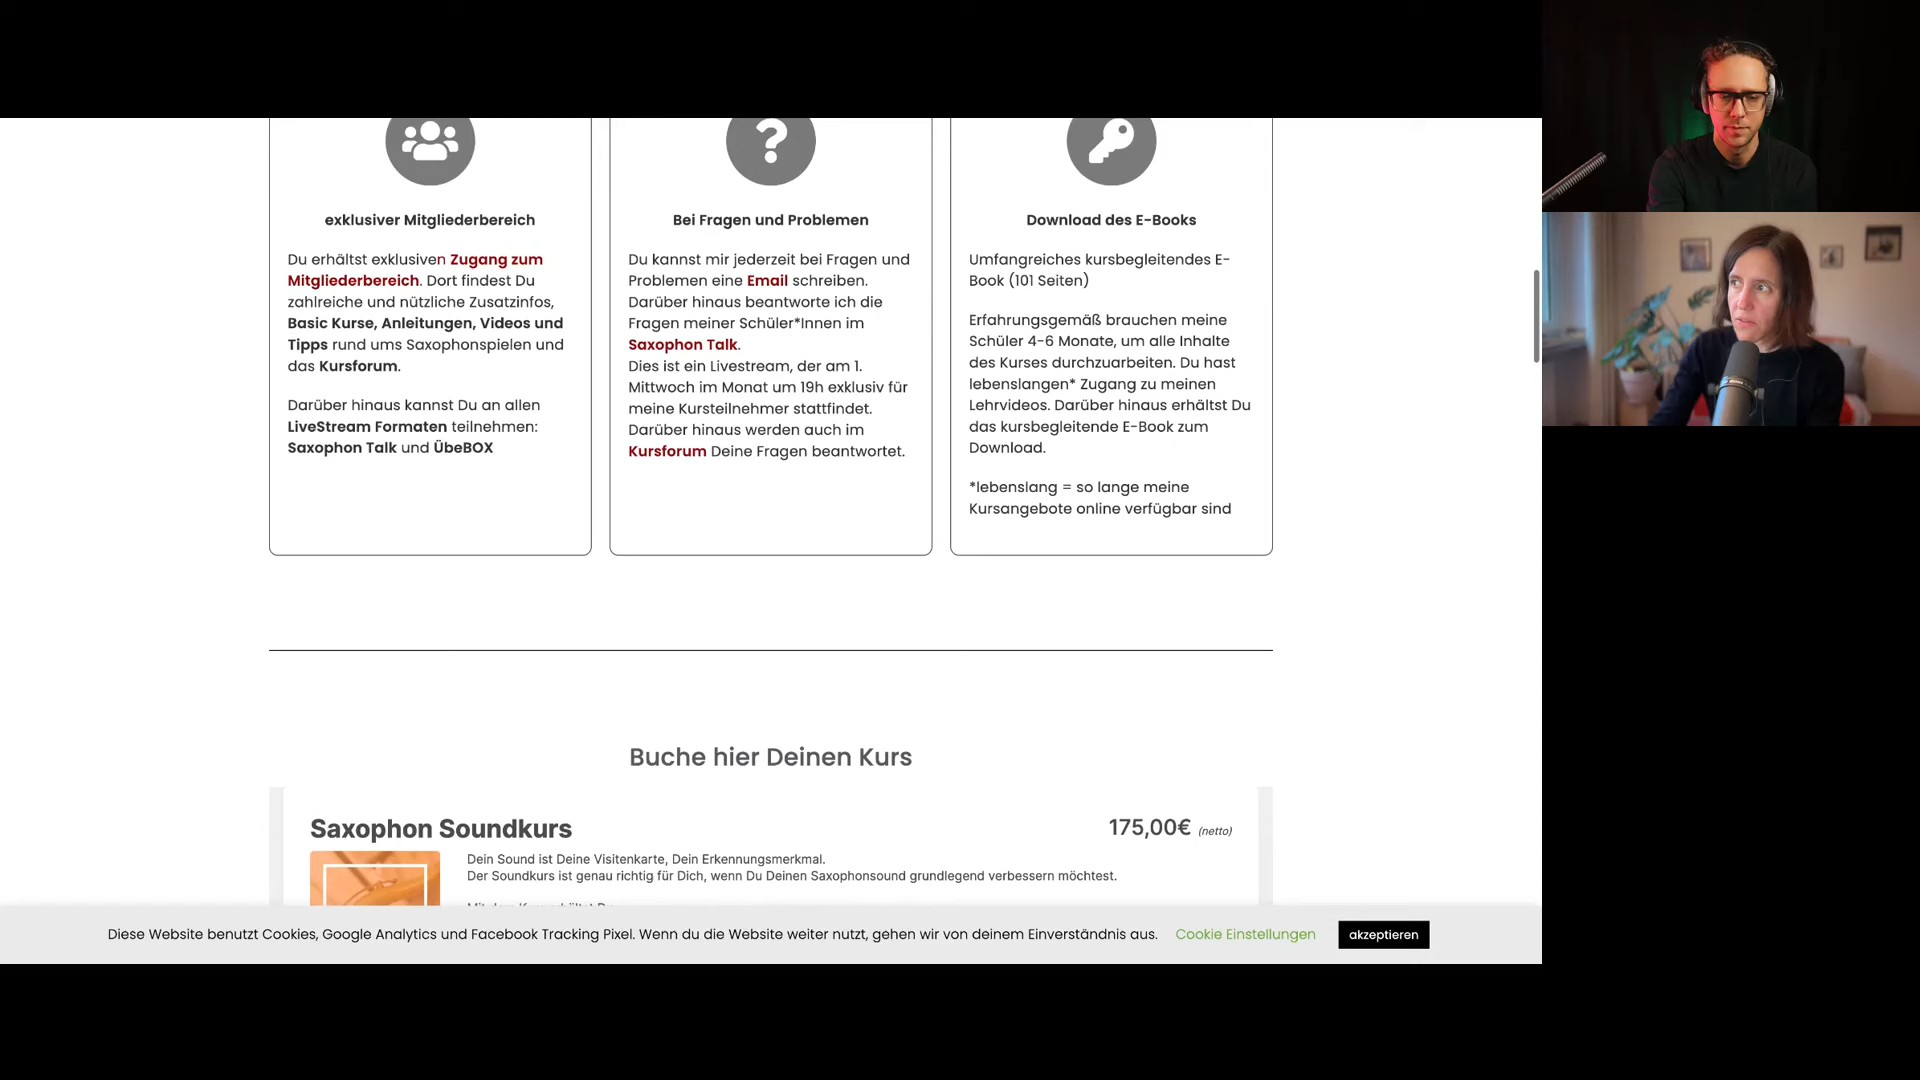 exklusiver Mitgliederbereich
Du erhältst exklusiven Zugang zum
Mitgliederbereich. Dort findest Du
zahlreiche und nützliche Zusatzinfos,
Basic Kurse, Anleitungen, Videos und
Tipps rund ums Saxophonspielen und
das Kursforum.
Darüber hinaus kannst Du an allen
LiveStream Formaten teilnehmen:
Saxophon Talk und ÜbeBOX
Bei Fragen und Problemen
Du kannst mir jederzeit bei Fragen und
Problemen eine Email schreiben.
Darüber hinaus beantworte ich die
Fragen meiner Schüler*Innen im
Saxophon Talk.
Dies ist ein Livestream, der am 1.
Mittwoch im Monat um 19h exklusiv für
meine Kursteilnehmer stattfindet.
Darüber hinaus werden auch im
Kursforum Deine Fragen beantwortet.
Download des E-Books
Umfangreiches kursbegleitendes E-
Book (101 Seiten)
Erfahrungsgemäß brauchen meine
Schüler 4-6 Monate, um alle Inhalte
des Kurses durchzuarbeiten. Du hast
lebenslangen* Zugang zu meinen
Lehrvideos. Darüber hinaus erhältst Du
das kursbegleitende E-Book zum
Download.
*lebenslang = so lange meine
Kursangebote online verfügbar sind
Buche hier Deinen Kurs
Saxophon Soundkurs
175,00€ (netto)
Dein Sound ist Deine Visitenkarte, Dein Erkennungsmerkmal.
Der Soundkurs ist genau richtig für Dich, wenn Du Deinen Saxophonsound grundlegend verbessern möchtest.
Diese Website benutzt Cookies, Google Analytics und Facebook Tracking Pixel. Wenn du die Website weiter nutzt, gehen wir von deinem Einverständnis aus. Cookie Einstellungen akzeptieren